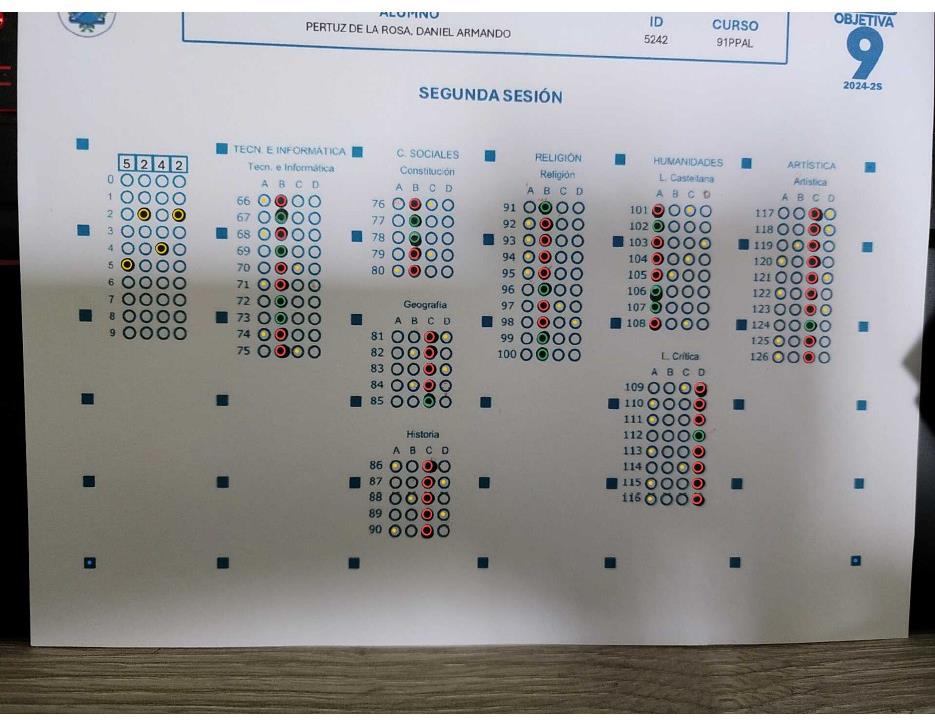 ALUMNO
PERTUZ DE LA ROSA, DANIEL ARMANDO
ID
5242
CURSO
91PPAL
OBJETIVA
9
2024-2S
SEGUNDA SESIÓN
5 2 4 2
0
1
2
3
4
5
6
7
8
9
TECN. E INFORMÁTICA
Tecn. e Informática
A B C D
66
67
68
69
70
71
72
73
74
75
C. SOCIALES
Constitución
A B C D
76
77
78
79
80
Geografía
A B C D
81
82
83
84
85
Historia
A B C D
86
87
88
89
90
RELIGIÓN
Religión
A B C D
91
92
93
94
95
96
97
98
99
100
HUMANIDADES
L. Castellana
A B C D
101
102
103
104
105
106
107
108
L. Crítica
A B C D
109
110
111
112
113
114
115
116
ARTÍSTICA
Artística
A B C D
117
118
119
120
121
122
123
124
125
126